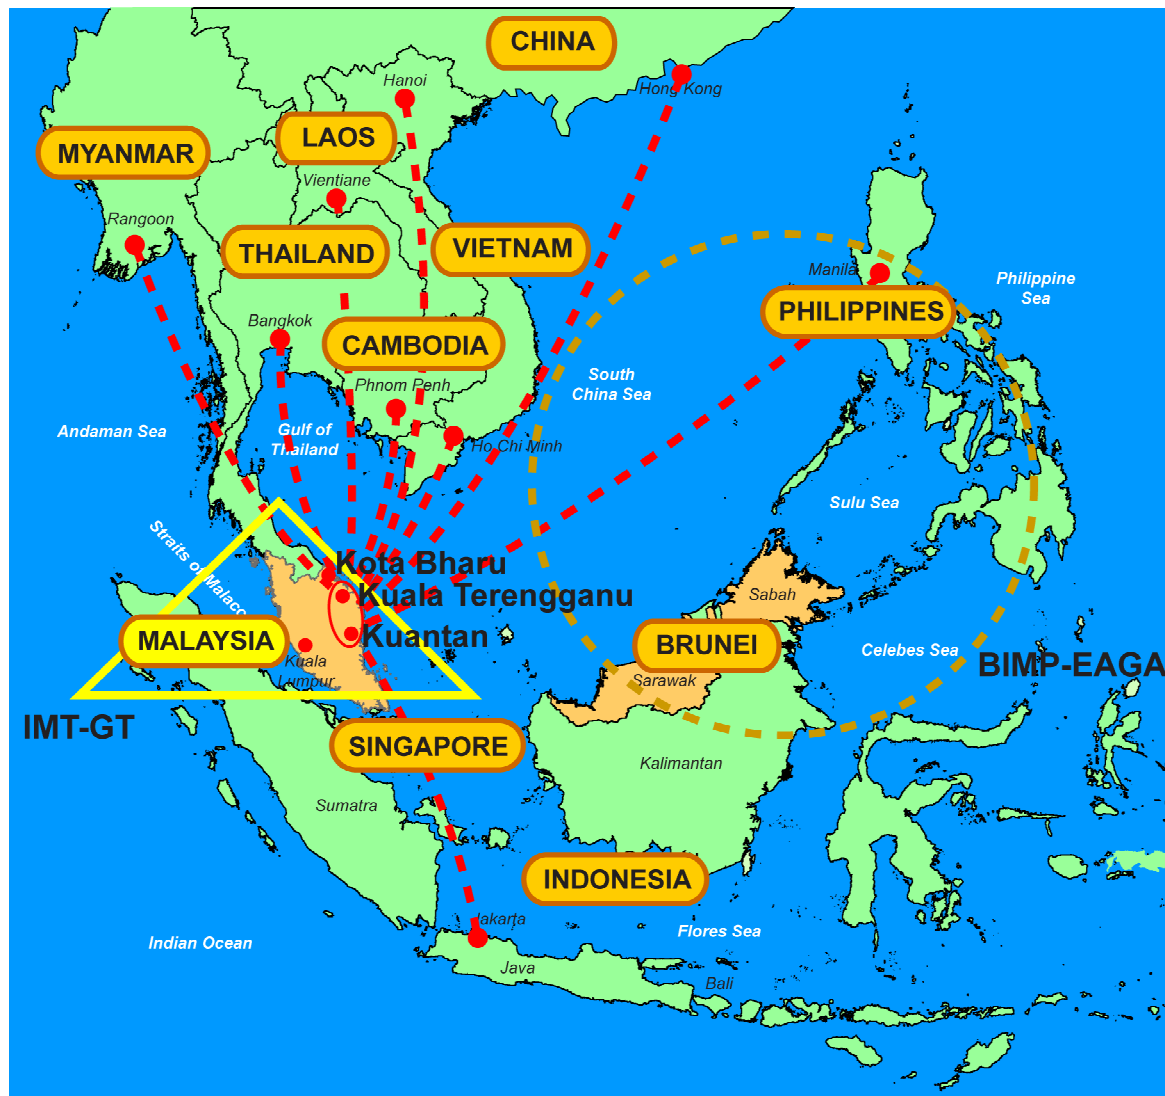 CHINA
Hanoi
Hong Kong
LAOS
MYANMAR
Vientiane
Rangoon
THAILAND
VIETNAM
Manila
Philippine
Sea
PHILIPPINES
Bangkok
CAMBODIA
Phnom Penh
South
China Sea
Andaman Sea
Gulf of
Thailand
Ho Chi Minh
Sulu Sea
Straits of Malacc
Kota Bharu
Kuala Terengganu
Sabah
Kuantan
MALAYSIA
BRUNEI
Celebes Sea
BIMP-EAGA
Kuala
Lumpur
Sarawak
IMT-GT
SINGAPORE
Kalimantan
Sumatra
INDONESIA
Jakarta
Flores Sea
Indian Ocean
Java
Bali